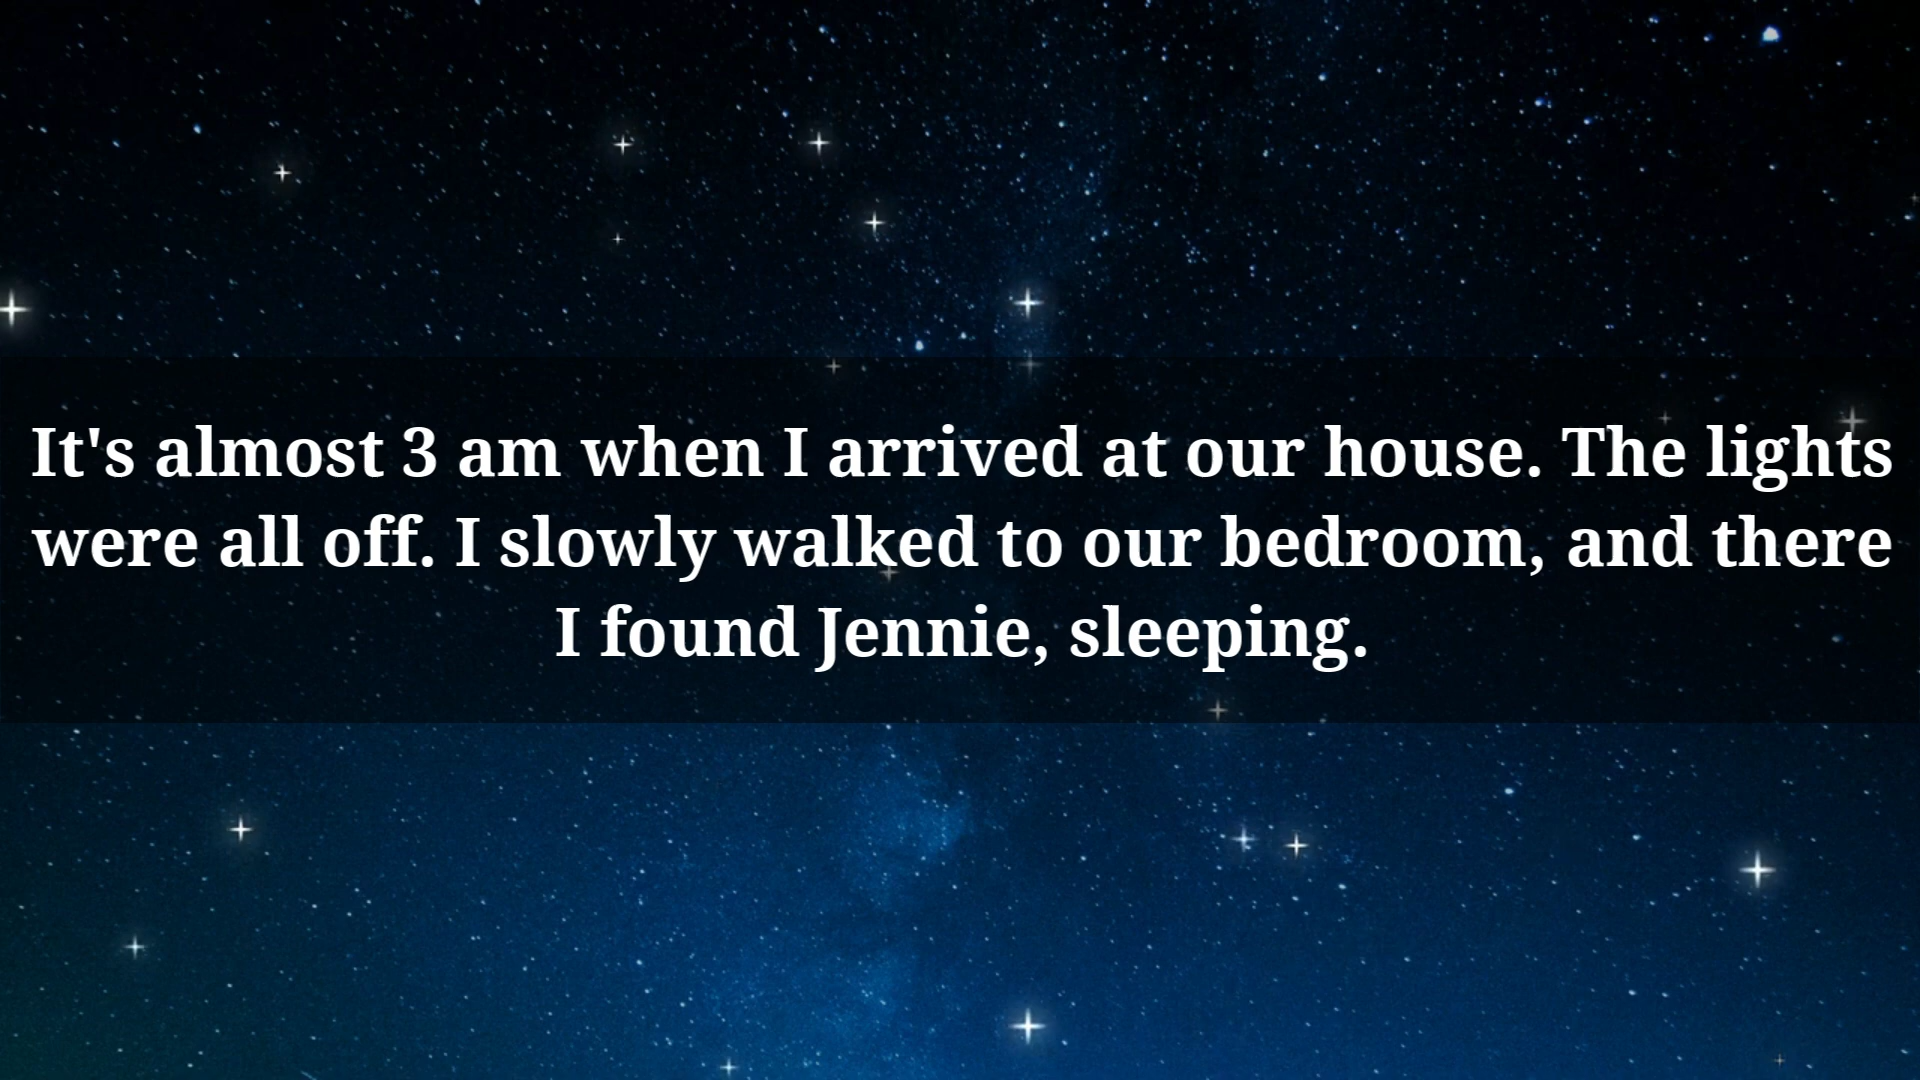 It's almost 3 am when I arrived at our house. The lights
were all off. I slowly walked to our bedroom, and there
I found Jennie, sleeping.